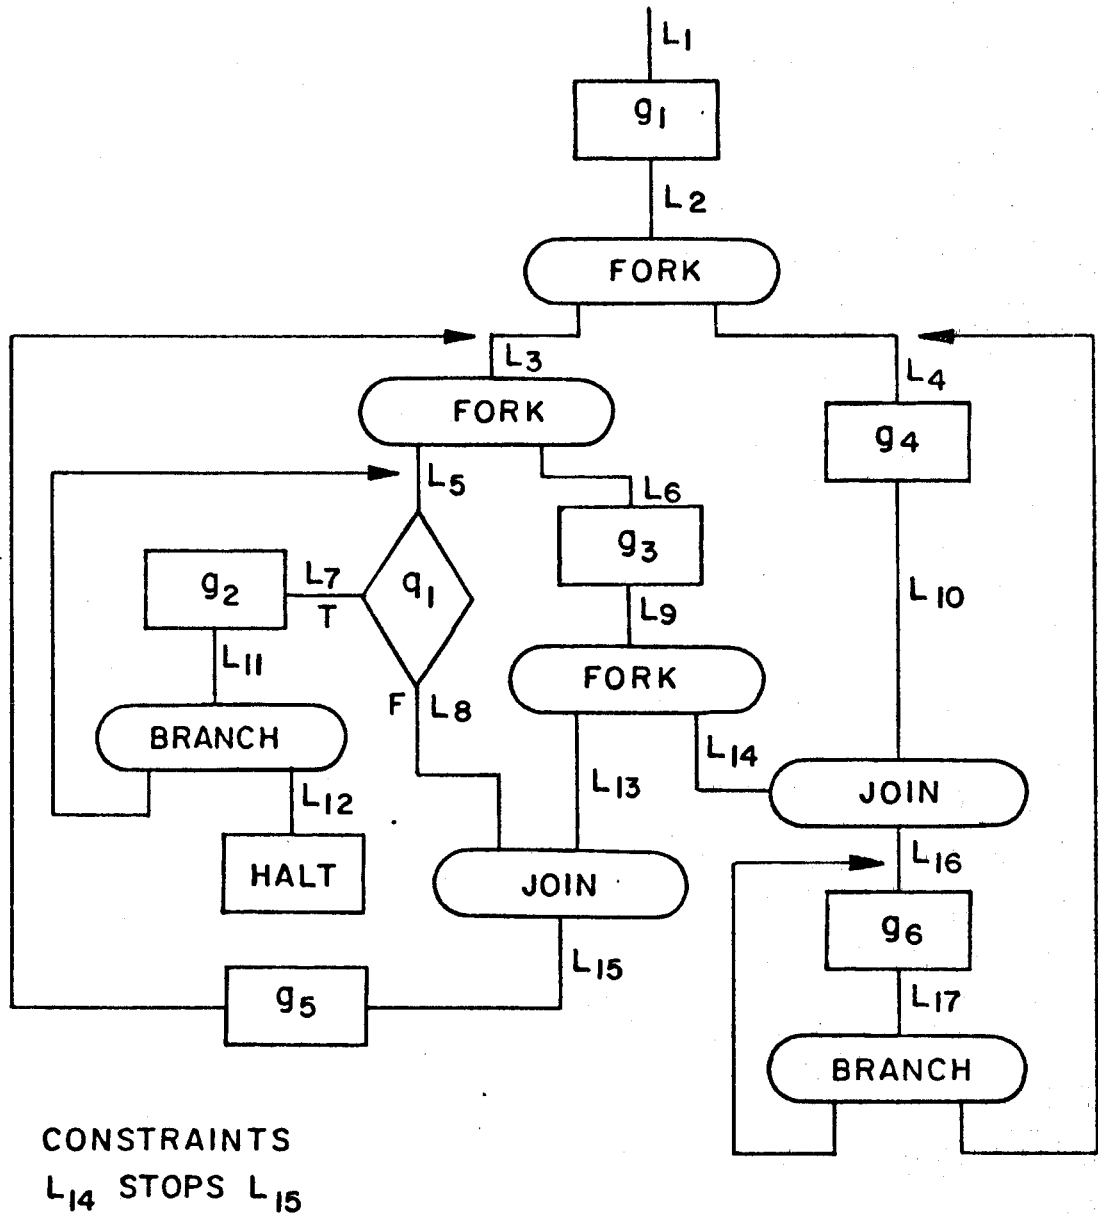 L1
g1
L2
FORK
L3
L4
FORK
g4
L5
L6
g3
q1
L7
T
g2
L9
L10
L11
FORK
F
L8
BRANCH
L14
L13
L12
JOIN
L16
HALT
JOIN
g6
L15
L17
g5
BRANCH
CONSTRAINTS
L14 STOPS L15